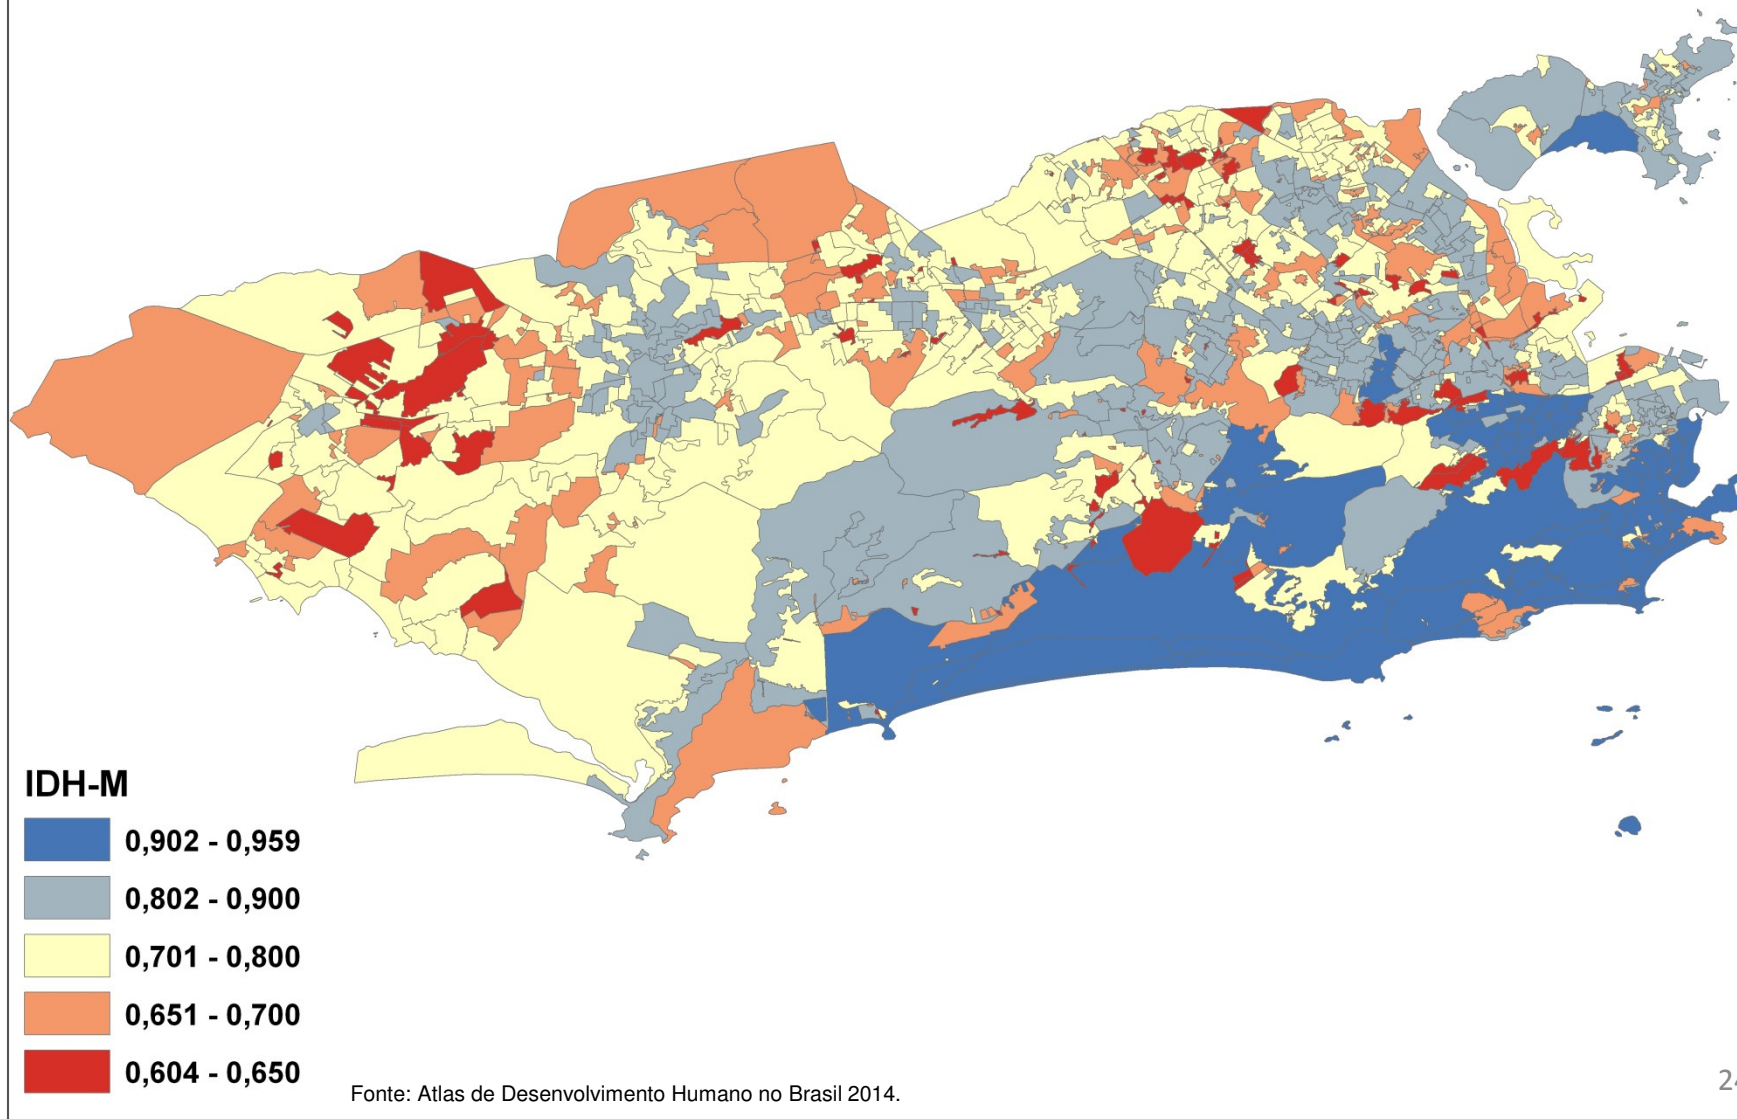 IDH-M
0,902 - 0,959
0,802 - 0,900
0,701 - 0,800
0,651 - 0,700
0,604 - 0,650
Fonte: Atlas de Desenvolvimento Humano no Brasil 2014.